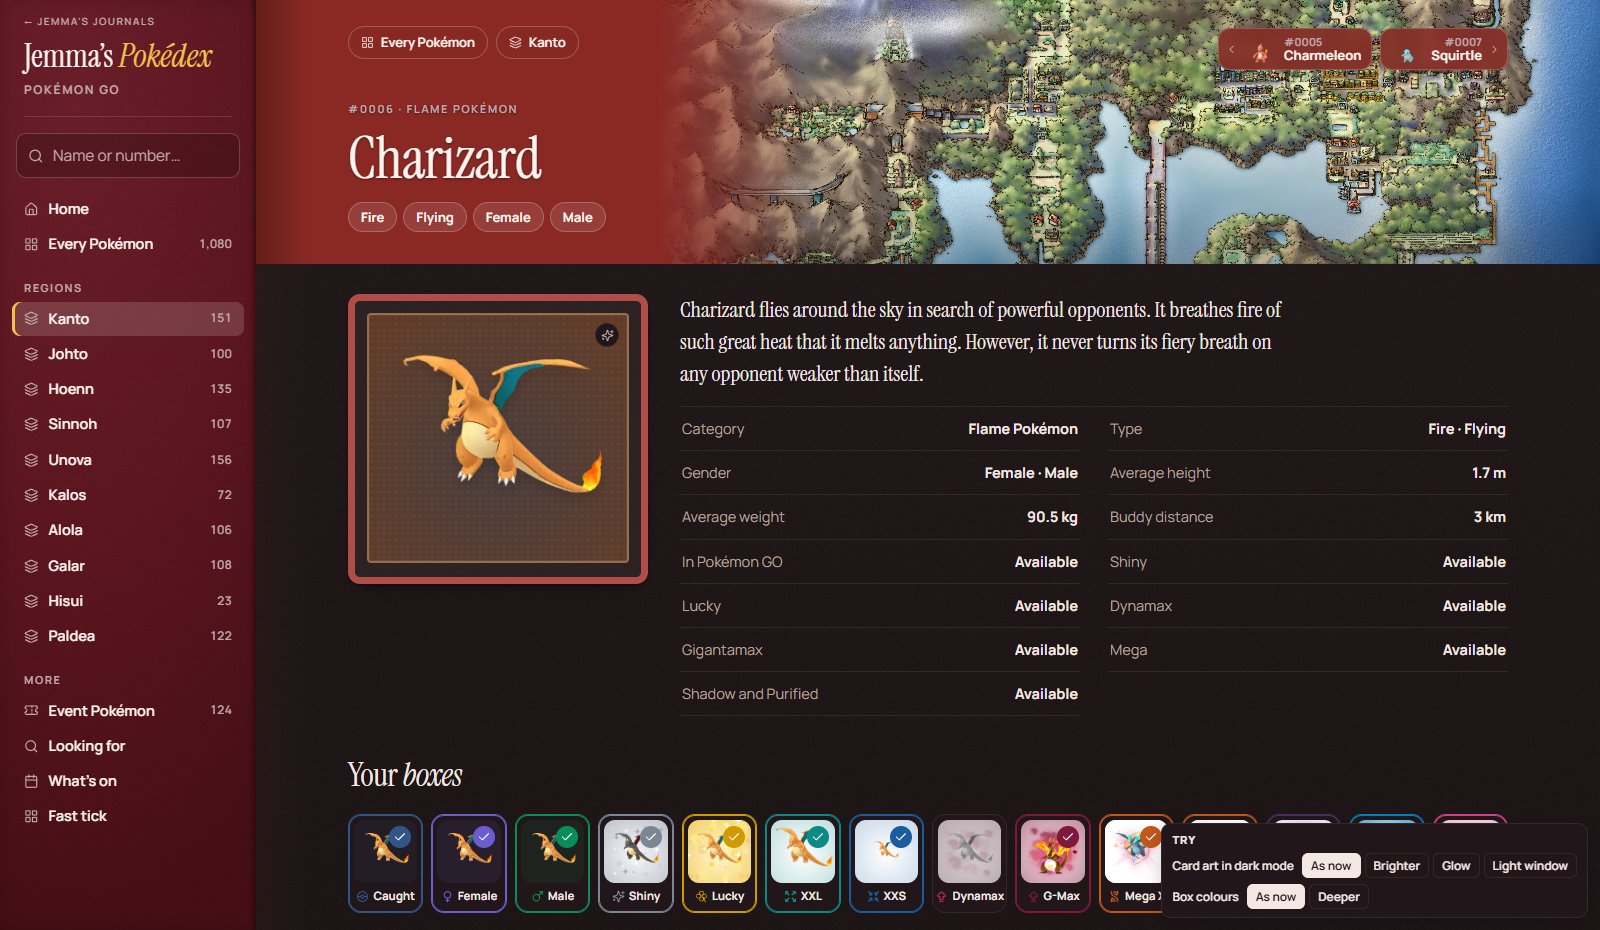 ← JEMMA'S JOURNALS
Jemma's Pokédex
POKÉMON GO
Name or number...
Home
Every Pokémon 1,080
REGIONS
Kanto 151
Johto 100
Hoenn 135
Sinnoh 107
Unova 156
Kalos 72
Alola 106
Galar 108
Hisui 23
Paldea 122
MORE
Event Pokémon 124
Looking for
What's on
Fast tick
Every Pokémon
Kanto
#0005
Charmeleon
#0007
Squirtle
#0006 · FLAME POKÉMON
Charizard
Fire Flying Female Male
Charizard flies around the sky in search of powerful opponents. It breathes fire of
such great heat that it melts anything. However, it never turns its fiery breath on
any opponent weaker than itself.
Category Flame Pokémon Type Fire · Flying
Gender Female · Male Average height 1.7 m
Average weight 90.5 kg Buddy distance 3 km
In Pokémon GO Available Shiny Available
Lucky Available Dynamax Available
Gigantamax Available Mega Available
Shadow and Purified Available
Your boxes
Caught Female Male Shiny Lucky XXL XXS Dynamax G-Max Mega
TRY
Card art in dark mode As now Brighter Glow Light window
Box colours As now Deeper